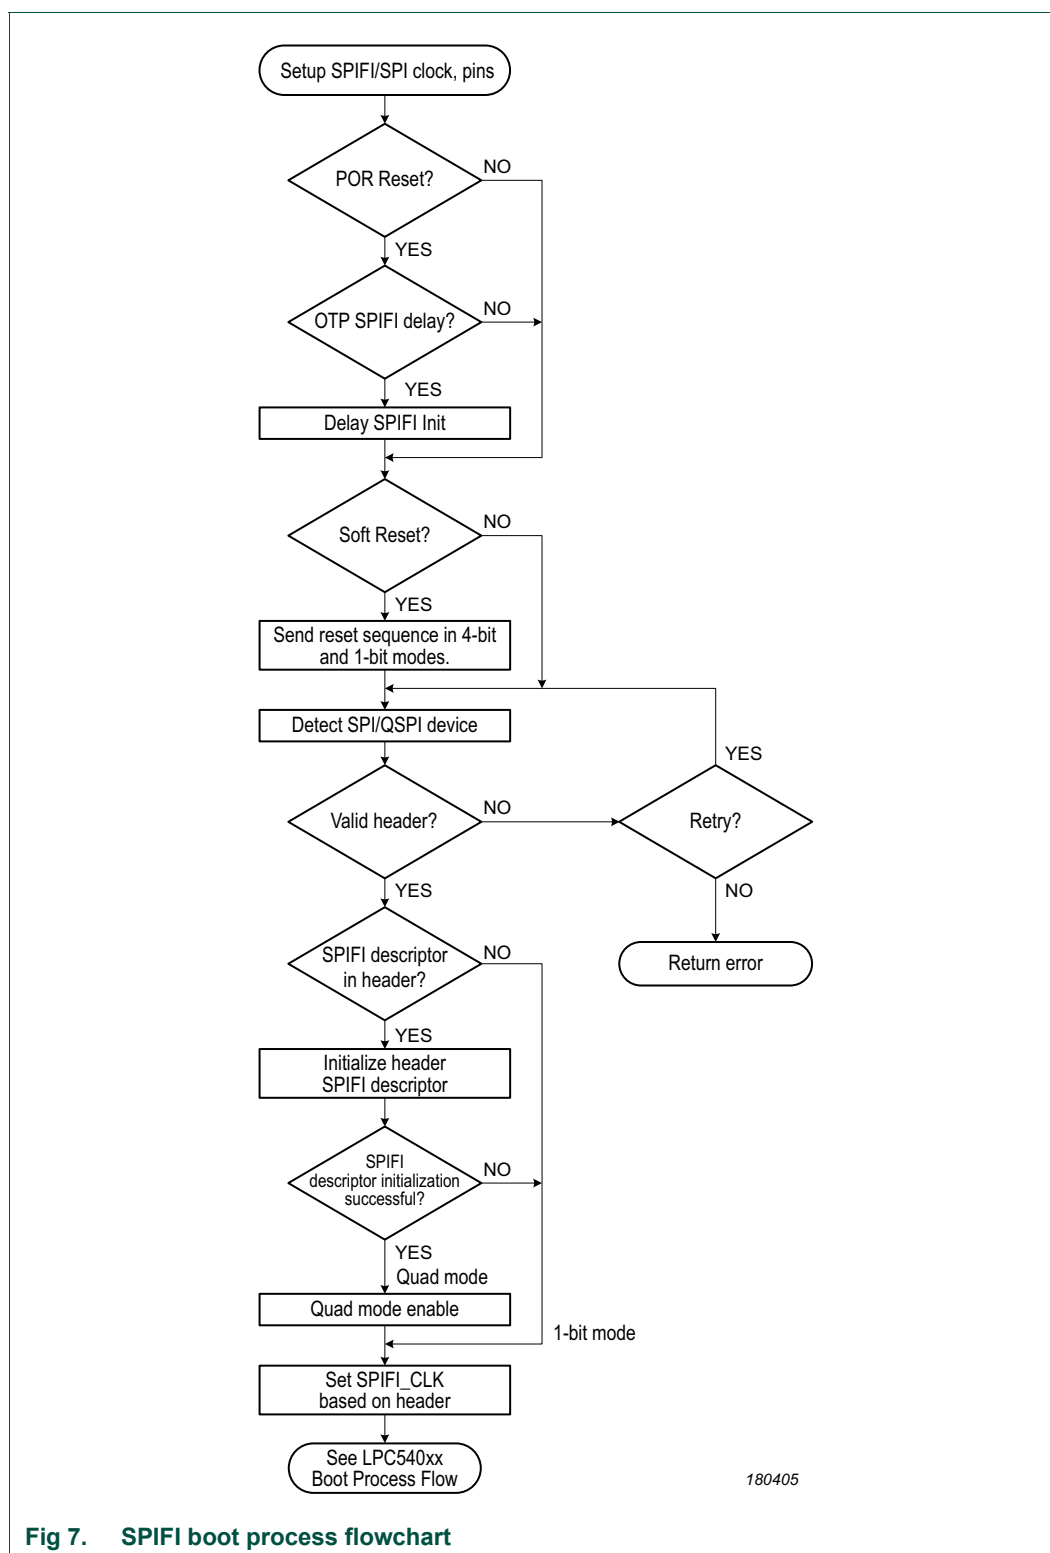 Setup SPIFI/SPI clock, pins
POR Reset?
NO
YES
OTP SPIFI delay?
NO
YES
Delay SPIFI Init
Soft Reset?
NO
YES
Send reset sequence in 4-bit
and 1-bit modes.
Detect SPI/QSPI device
YES
Valid header?
NO
Retry?
YES
NO
SPIFI descriptor
in header?
NO
Return error
YES
Initialize header
SPIFI descriptor
SPIFI
descriptor initialization
successful?
NO
YES
Quad mode
Quad mode enable
1-bit mode
Set SPIFI_CLK
based on header
See LPC540xx
Boot Process Flow
180405
Fig 7. SPIFI boot process flowchart